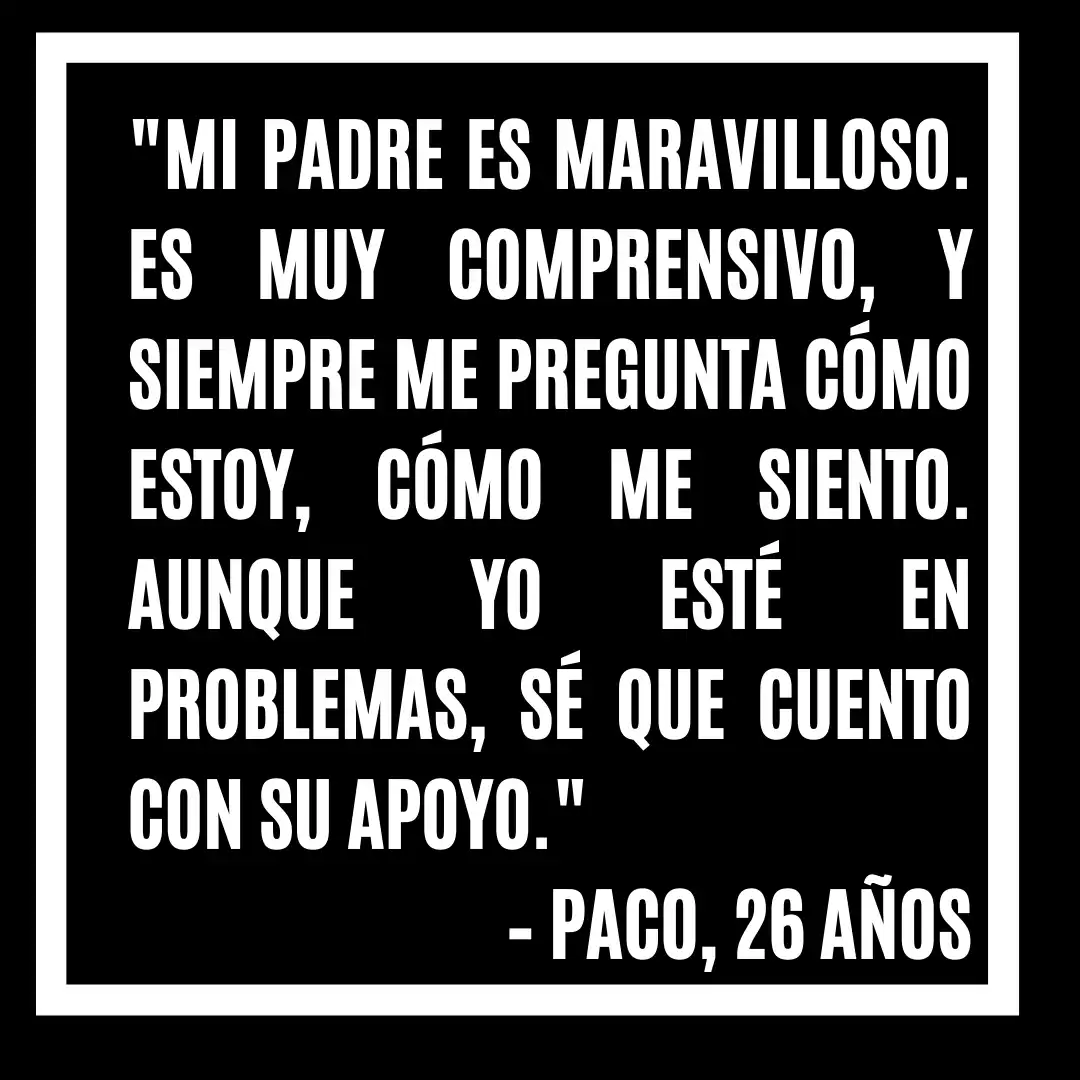 "MI PADRE ES MARAVILLOSO.
ES MUY COMPRENSIVO, Y
SIEMPRE ME PREGUNTA CÓMO
ESTOY, CÓMO ME SIENTO.
AUNQUE YO ESTÉ EN
PROBLEMAS, SÉ QUE CUENTO
CON SU APOYO."
- PACO, 26 AÑOS